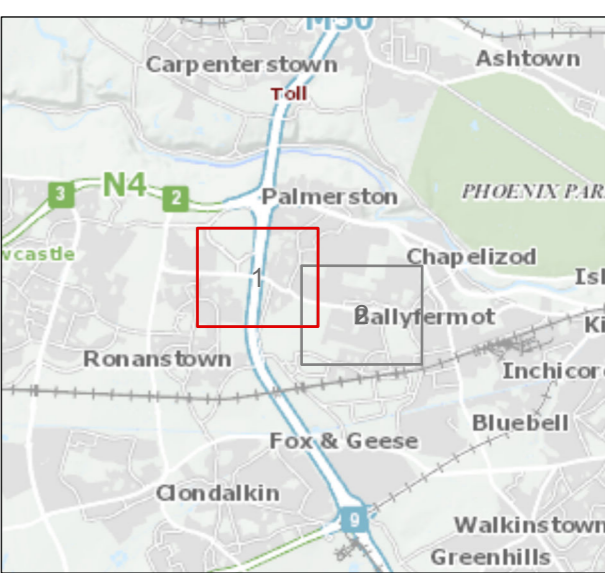 M50
Carpenterstown
Ashtown
Toll
3
N4
2
Palmerston
PHOENIX PAR
wcastle
Chapelizod
Isl
1
Ballyfermot
Ki
Ronanstown
Inchicor
Bluebell
Fox & Geese
Clondalkin
9
Walkinstown
Greenhills